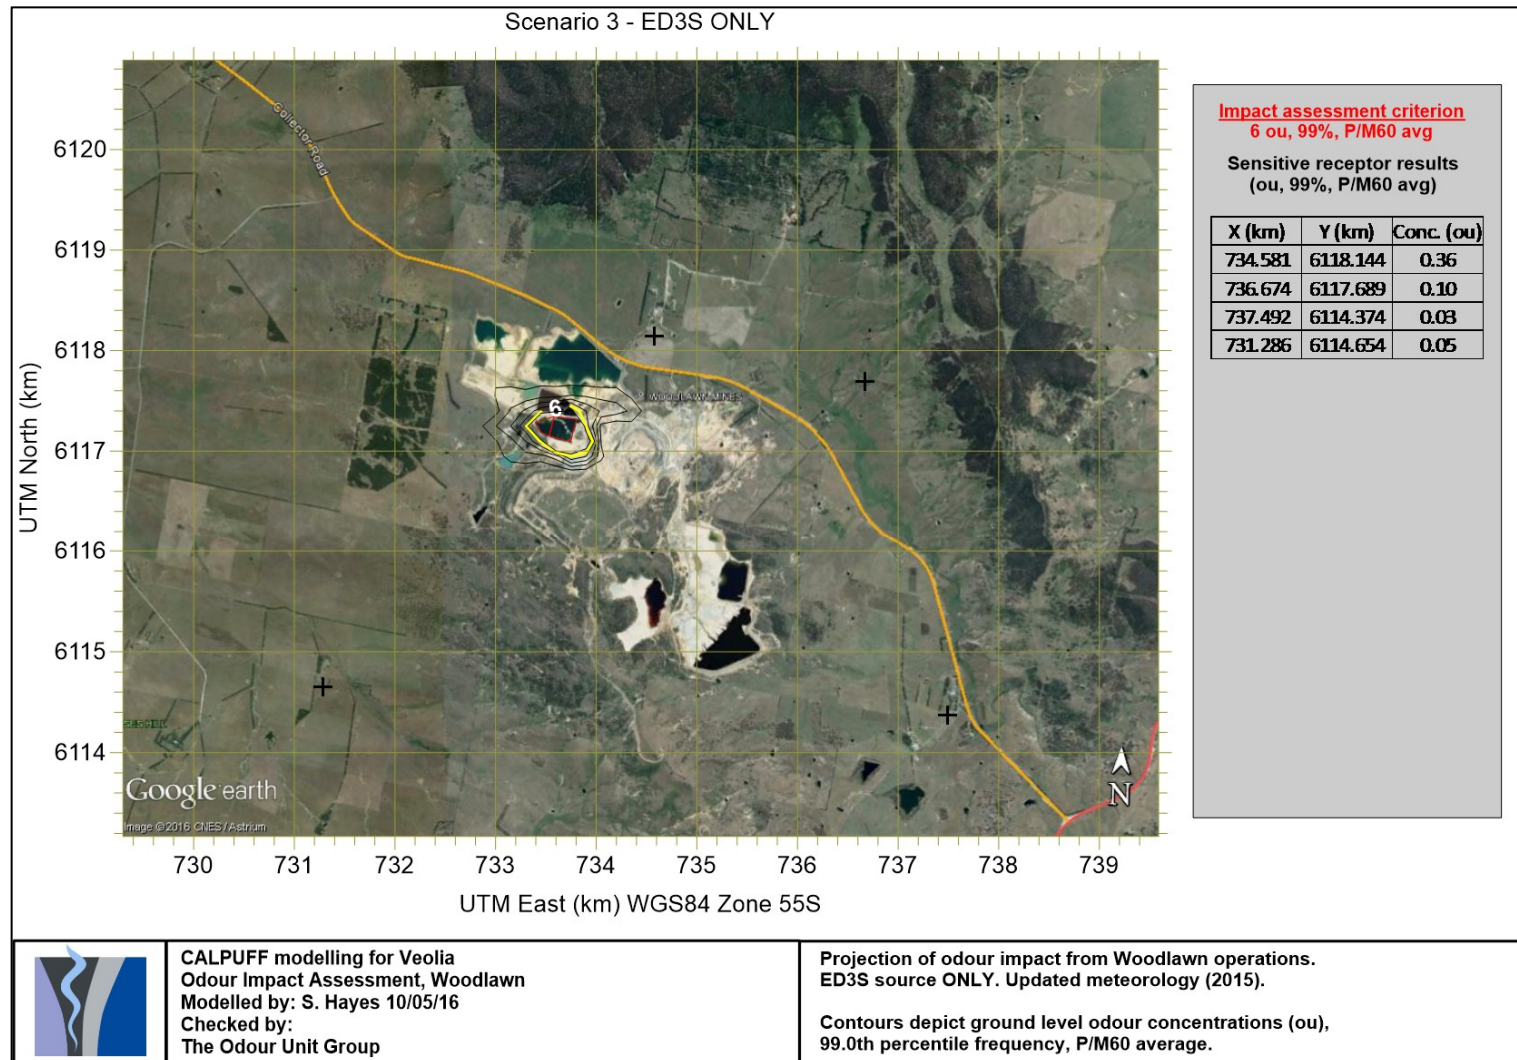 Scenario 3 - ED3S ONLY
Collector Road
6120
6119
6118
6117
6116
6115
6114
UTM North (km)
WOODLAWN MINES
6
Google earth
Image © 2016 CNES / Astrium
N
730 731 732 733 734 735 736 737 738 739
UTM East (km) WGS84 Zone 55S
Impact assessment criterion
6 ou, 99%, P/M60 avg
Sensitive receptor results
(ou, 99%, P/M60 avg)
X (km) Y (km) Conc. (ou)
734.581 6118.144 0.36
736.674 6117.689 0.10
737.492 6114.374 0.03
731.286 6114.654 0.05
CALPUFF modelling for Veolia
Odour Impact Assessment, Woodlawn
Modelled by: S. Hayes 10/05/16
Checked by:
The Odour Unit Group
Projection of odour impact from Woodlawn operations.
ED3S source ONLY. Updated meteorology (2015).
Contours depict ground level odour concentrations (ou),
99.0th percentile frequency, P/M60 average.